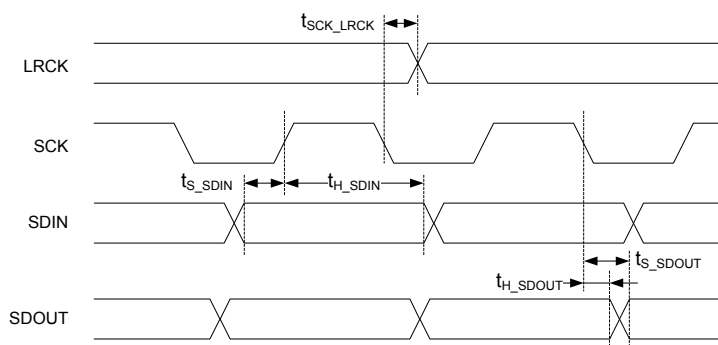 tSCK_LRCK
LRCK
SCK
tS_SDIN
tH_SDIN
SDIN
tS_SDOUT
tH_SDOUT
SDOUT